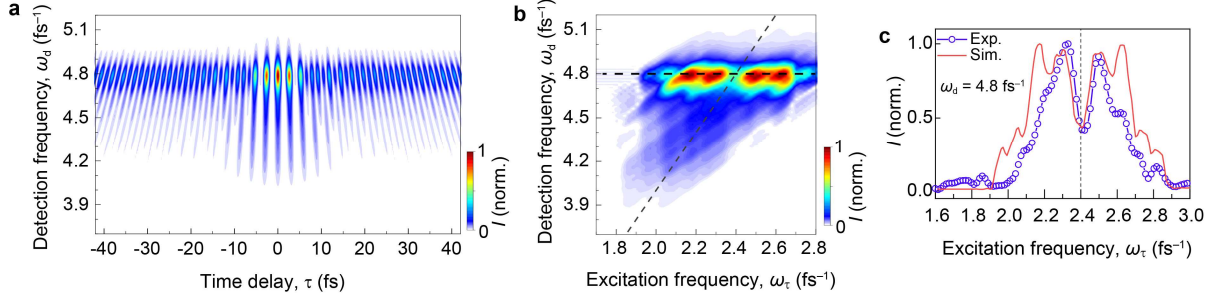 a
Detection frequency, ωd (fs⁻¹)
5.1
4.8
4.5
4.2
3.9
-40 -30 -20 -10 0 10 20 30 40
Time delay, τ (fs)
1
0
I (norm.)
b
Detection frequency, ωd (fs⁻¹)
5.1
4.8
4.5
4.2
3.9
1.8 2.0 2.2 2.4 2.6 2.8
Excitation frequency, ωτ (fs⁻¹)
1
0
I (norm.)
c
Exp.
Sim.
ωd = 4.8 fs⁻¹
I (norm.)
1.0
0.5
0.0
1.6 2.0 2.2 2.4 2.6 2.8 3.0
Excitation frequency, ωτ (fs⁻¹)